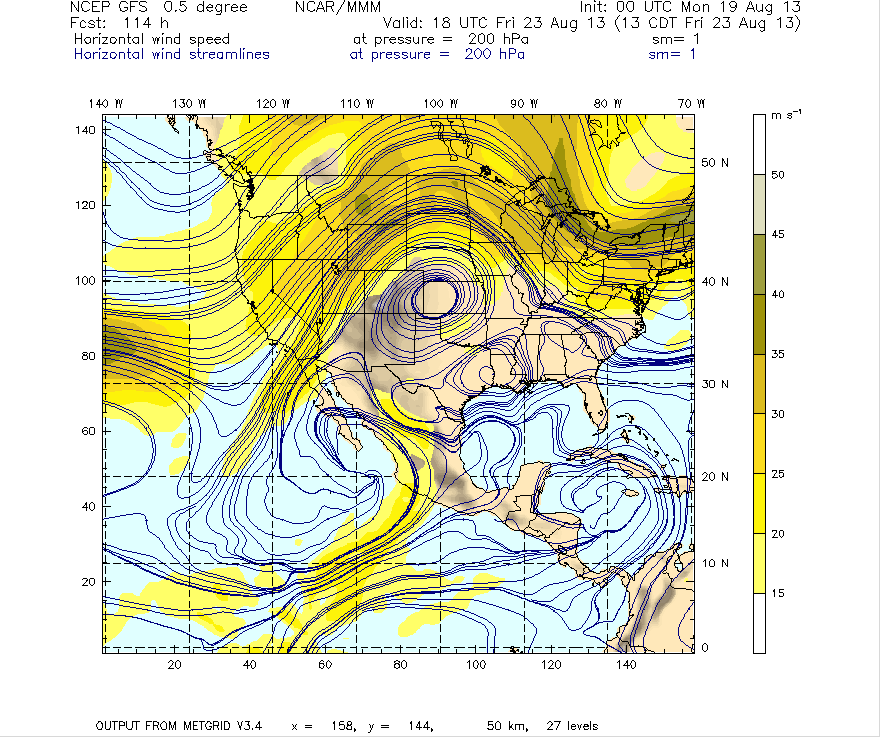 NCEP GFS 0.5 degree NCAR/MMM Init: 00 UTC Mon 19 Aug 13
Fcst: 114 h Valid: 18 UTC Fri 23 Aug 13 (13 CDT Fri 23 Aug 13)
Horizontal wind speed at pressure = 200 hPa sm= 1
Horizontal wind streamlines at pressure = 200 hPa sm= 1
140 W 130 W 120 W 110 W 100 W 90 W 80 W 70 W
m s⁻¹
140
50 N
50
120
45
100
40 N
40
80
35
30 N
30
60
20 N
25
40
20
10 N
20
15
0
20 40 60 80 100 120 140
OUTPUT FROM METGRID V3.4 x = 158, y = 144, 50 km, 27 levels